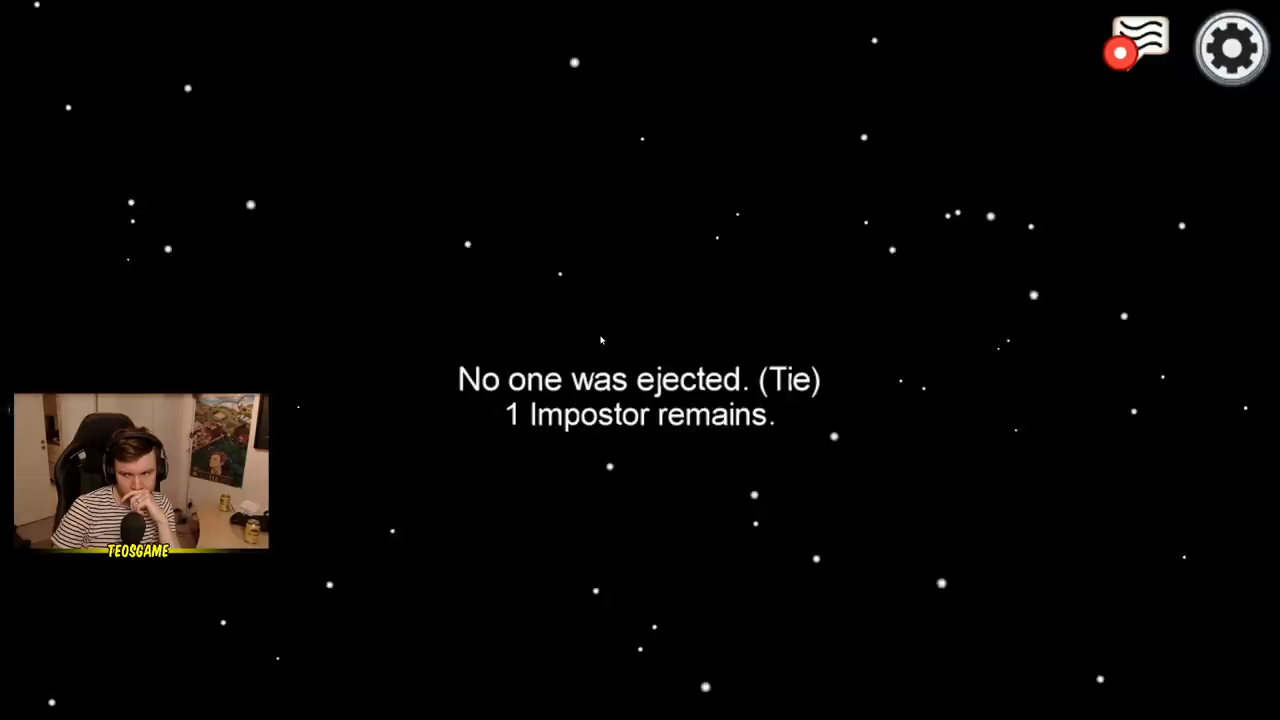 No one was ejected. (Tie)
1 Impostor remains.
TEOSGAME